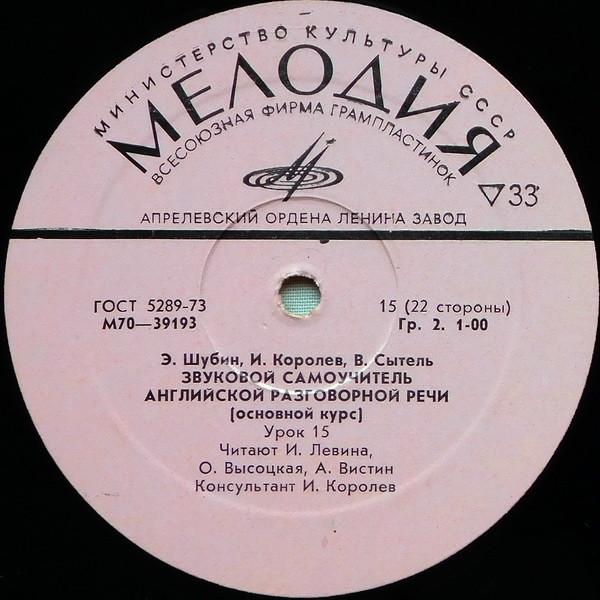 МИНИСТЕРСТВО КУЛЬТУРЫ СССР
МЕЛОДИЯ
ВСЕСОЮЗНАЯ ФИРМА ГРАМПЛАСТИНОК
33
АПРЕЛЕВСКИЙ ОРДЕНА ЛЕНИНА ЗАВОД
ГОСТ 5289-73
15 (22 стороны)
М70—39193
Гр. 2. 1-00
Э. Шубин, И. Королев, В. Сытель
ЗВУКОВОЙ САМОУЧИТЕЛЬ
АНГЛИЙСКОЙ РАЗГОВОРНОЙ РЕЧИ
(основной курс)
Урок 15
Читают И. Левина,
О. Высоцкая, А. Вистин
Консультант И. Королев